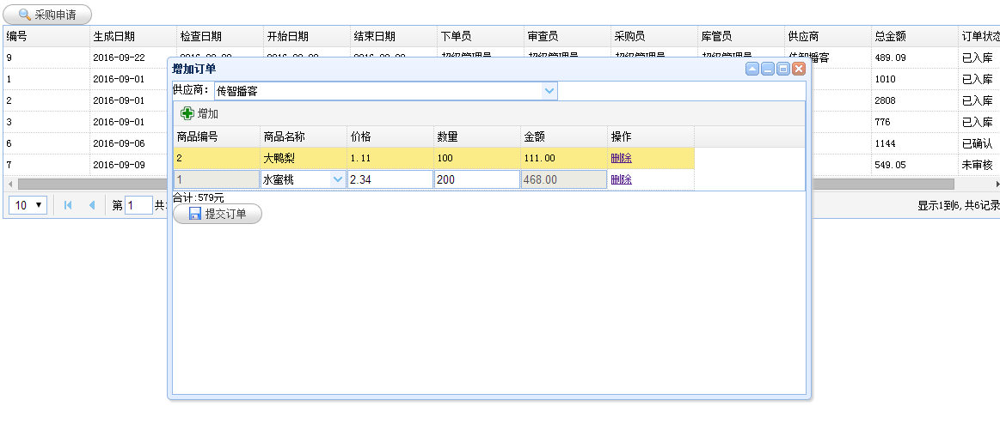 采购申请
编号 生成日期 检查日期 开始日期 结束日期 下单员 审查员 采购员 库管员 供应商 总金额 订单状态
9 2016-09-22 传智播客 489.09 已入库
1 2016-09-01 1010 已入库
2 2016-09-01 2808 已入库
3 2016-09-01 776 已入库
6 2016-09-06 1144 已确认
7 2016-09-09 549.05 未审核
10 第 1 共 显示1到6, 共6记录
增加订单
供应商: 传智播客
增加
商品编号 商品名称 价格 数量 金额 操作
2 大鸭梨 1.11 100 111.00 删除
1 水蜜桃 2.34 200 468.00 删除
合计:579元
提交订单